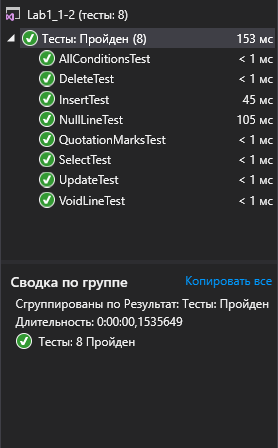 Lab1_1-2 (тесты: 8)
Тесты: Пройден (8) 153 мс
AllConditionsTest < 1 мс
DeleteTest < 1 мс
InsertTest 45 мс
NullLineTest 105 мс
QuotationMarksTest < 1 мс
SelectTest < 1 мс
UpdateTest < 1 мс
VoidLineTest < 1 мс
Сводка по группе Копировать все
Сгруппированы по Результат: Тесты: Пройден
Длительность: 0:00:00,1535649
Тесты: 8 Пройден